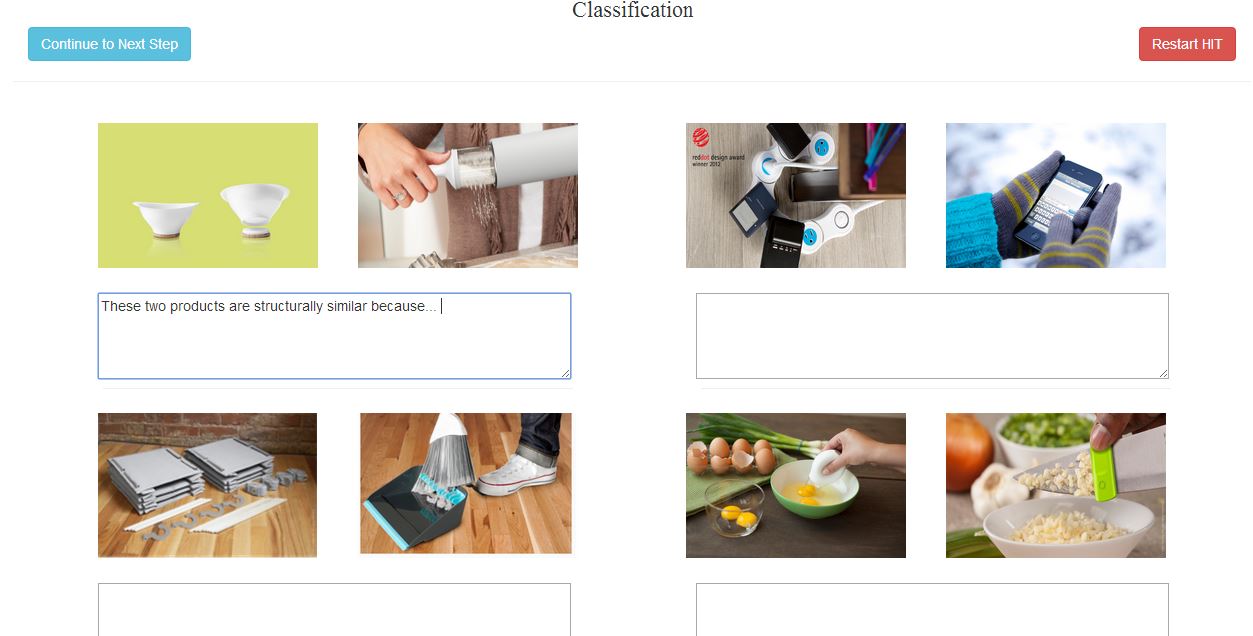 Classification
Continue to Next Step
Restart HIT
reddot design award
winner 2012
These two products are structurally similar because...